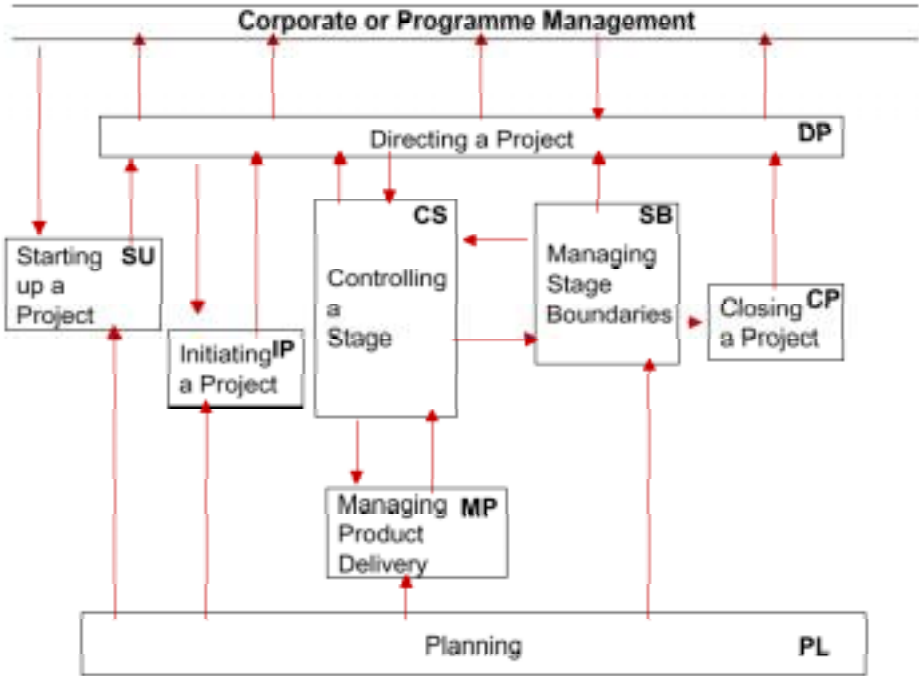 Corporate or Programme Management
Directing a Project DP
Starting SU
up a
Project
Initiating IP
a Project
CS
Controlling
a
Stage
SB
Managing
Stage
Boundaries
Closing CP
a Project
Managing MP
Product
Delivery
Planning PL